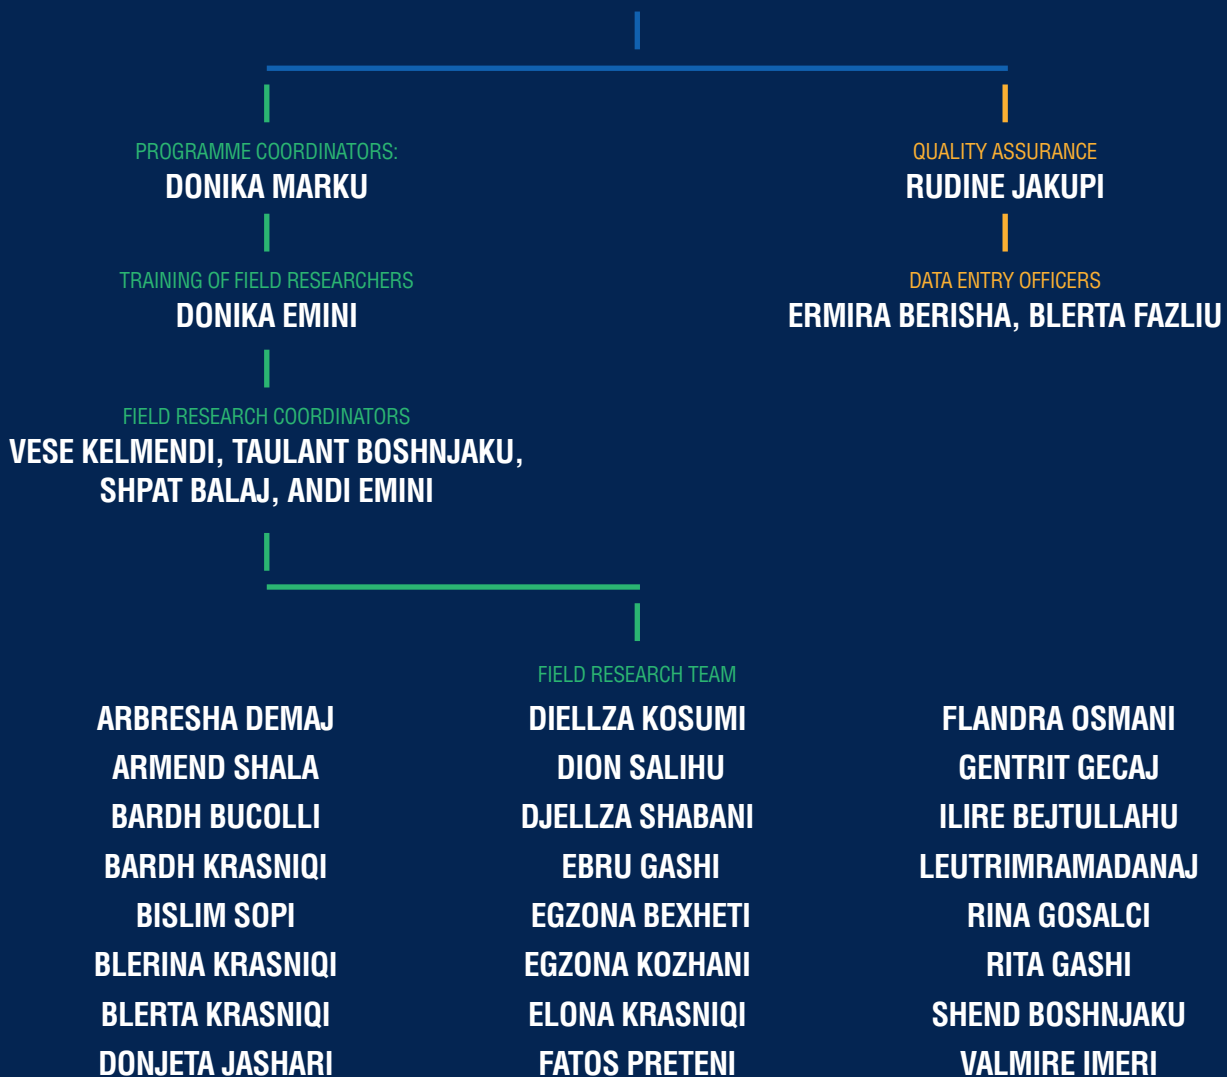 PROGRAMME COORDINATORS:
DONIKA MARKU
TRAINING OF FIELD RESEARCHERS
DONIKA EMINI
FIELD RESEARCH COORDINATORS
VESE KELMENDI, TAULANT BOSHNJAKU,
SHPAT BALAJ, ANDI EMINI
QUALITY ASSURANCE
RUDINE JAKUPI
DATA ENTRY OFFICERS
ERMIRA BERISHA, BLERTA FAZLIU
FIELD RESEARCH TEAM
ARBRESHA DEMAJ
ARMEND SHALA
BARDH BUCOLLI
BARDH KRASNIQI
BISLIM SOPI
BLERINA KRASNIQI
BLERTA KRASNIQI
DONJETA JASHARI
DIELLZA KOSUMI
DION SALIHU
DJELLZA SHABANI
EBRU GASHI
EGZONA BEXHETI
EGZONA KOZHANI
ELONA KRASNIQI
FATOS PRETENI
FLANDRA OSMANI
GENTRIT GECAJ
ILIRE BEJTULLAHU
LEUTRIMRAMADANAJ
RINA GOSALCI
RITA GASHI
SHEND BOSHNJAKU
VALMIRE IMERI